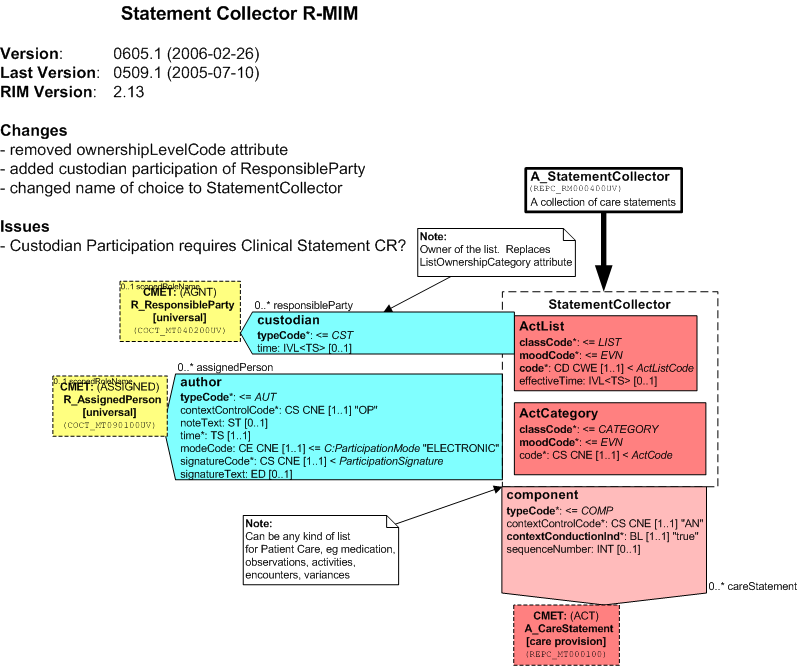 Statement Collector R-MIM
Version: 0605.1 (2006-02-26)
Last Version: 0509.1 (2005-07-10)
RIM Version: 2.13
Changes
- removed ownershipLevelCode attribute
- added custodian participation of ResponsibleParty
- changed name of choice to StatementCollector
Issues
- Custodian Participation requires Clinical Statement CR?
A_StatementCollector
(REPC_RM000400UV)
A collection of care statements
Note:
Owner of the list. Replaces
ListOwnershipCategory attribute
0..1 scopedRoleName
CMET: (AGNT)
R_ResponsibleParty
[universal]
(COCT_MT040200UV)
0..* responsibleParty
custodian
typeCode*: <= CST
time: IVL<TS> [0..1]
StatementCollector
ActList
classCode*: <= LIST
moodCode*: <= EVN
code*: CD CWE [1..1] < ActListCode
effectiveTime: IVL<TS> [0..1]
0..1 scopedRoleName
CMET: (ASSIGNED)
R_AssignedPerson
[universal]
(COCT_MT090100UV)
0..* assignedPerson
author
typeCode*: <= AUT
contextControlCode*: CS CNE [1..1] "OP"
noteText: ST [0..1]
time*: TS [1..1]
modeCode: CE CNE [1..1] <= C:ParticipationMode "ELECTRONIC"
signatureCode*: CS CNE [1..1] < ParticipationSignature
signatureText: ED [0..1]
ActCategory
classCode*: <= CATEGORY
moodCode*: <= EVN
code*: CS CNE [1..1] < ActCode
component
typeCode*: <= COMP
contextControlCode*: CS CNE [1..1] "AN"
contextConductionInd*: BL [1..1] "true"
sequenceNumber: INT [0..1]
Note:
Can be any kind of list
for Patient Care, eg medication,
observations, activities,
encounters, variances
0..* careStatement
CMET: (ACT)
A_CareStatement
[care provision]
(REPC_MT000100)